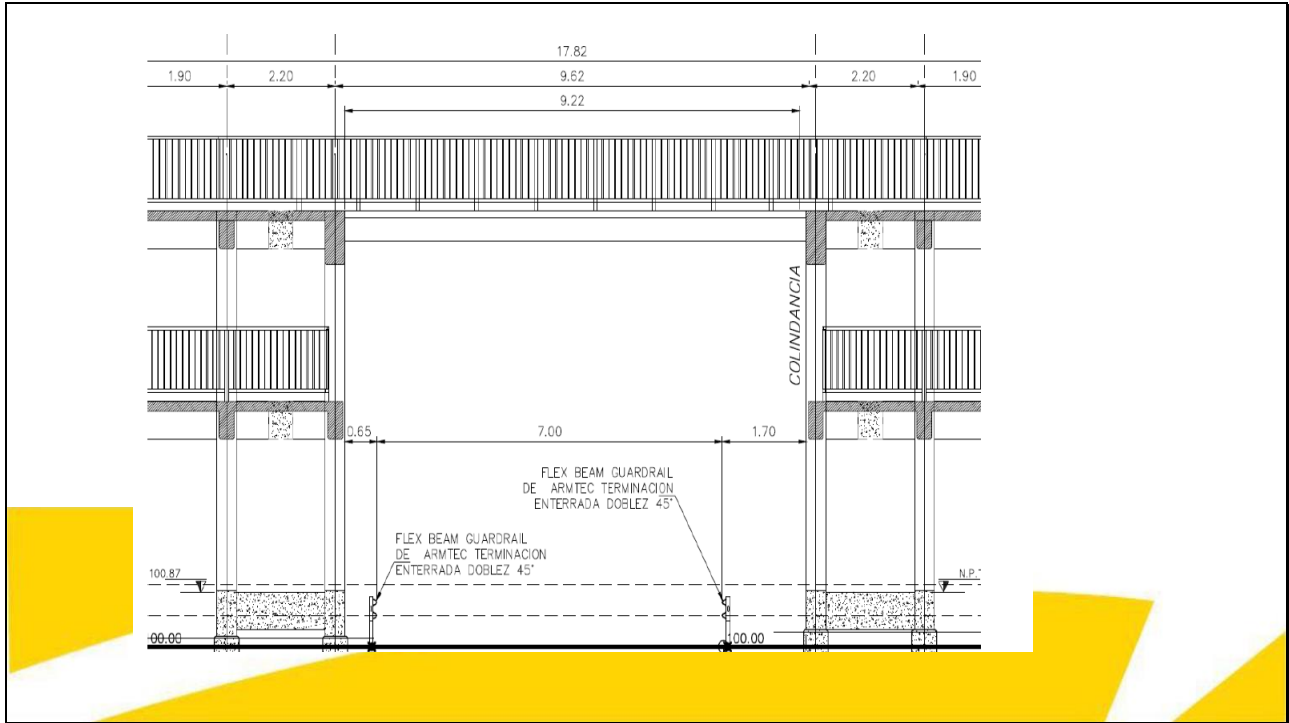 17.82
1.90
2.20
9.62
2.20
1.90
9.22
COLINDANCIA
0.65
7.00
1.70
FLEX BEAM GUARDRAIL
DE ARMTEC TERMINACION
ENTERRADA DOBLEZ 45°
FLEX BEAM GUARDRAIL
DE ARMTEC TERMINACION
ENTERRADA DOBLEZ 45°
100.87
N.P.
00.00
100.00